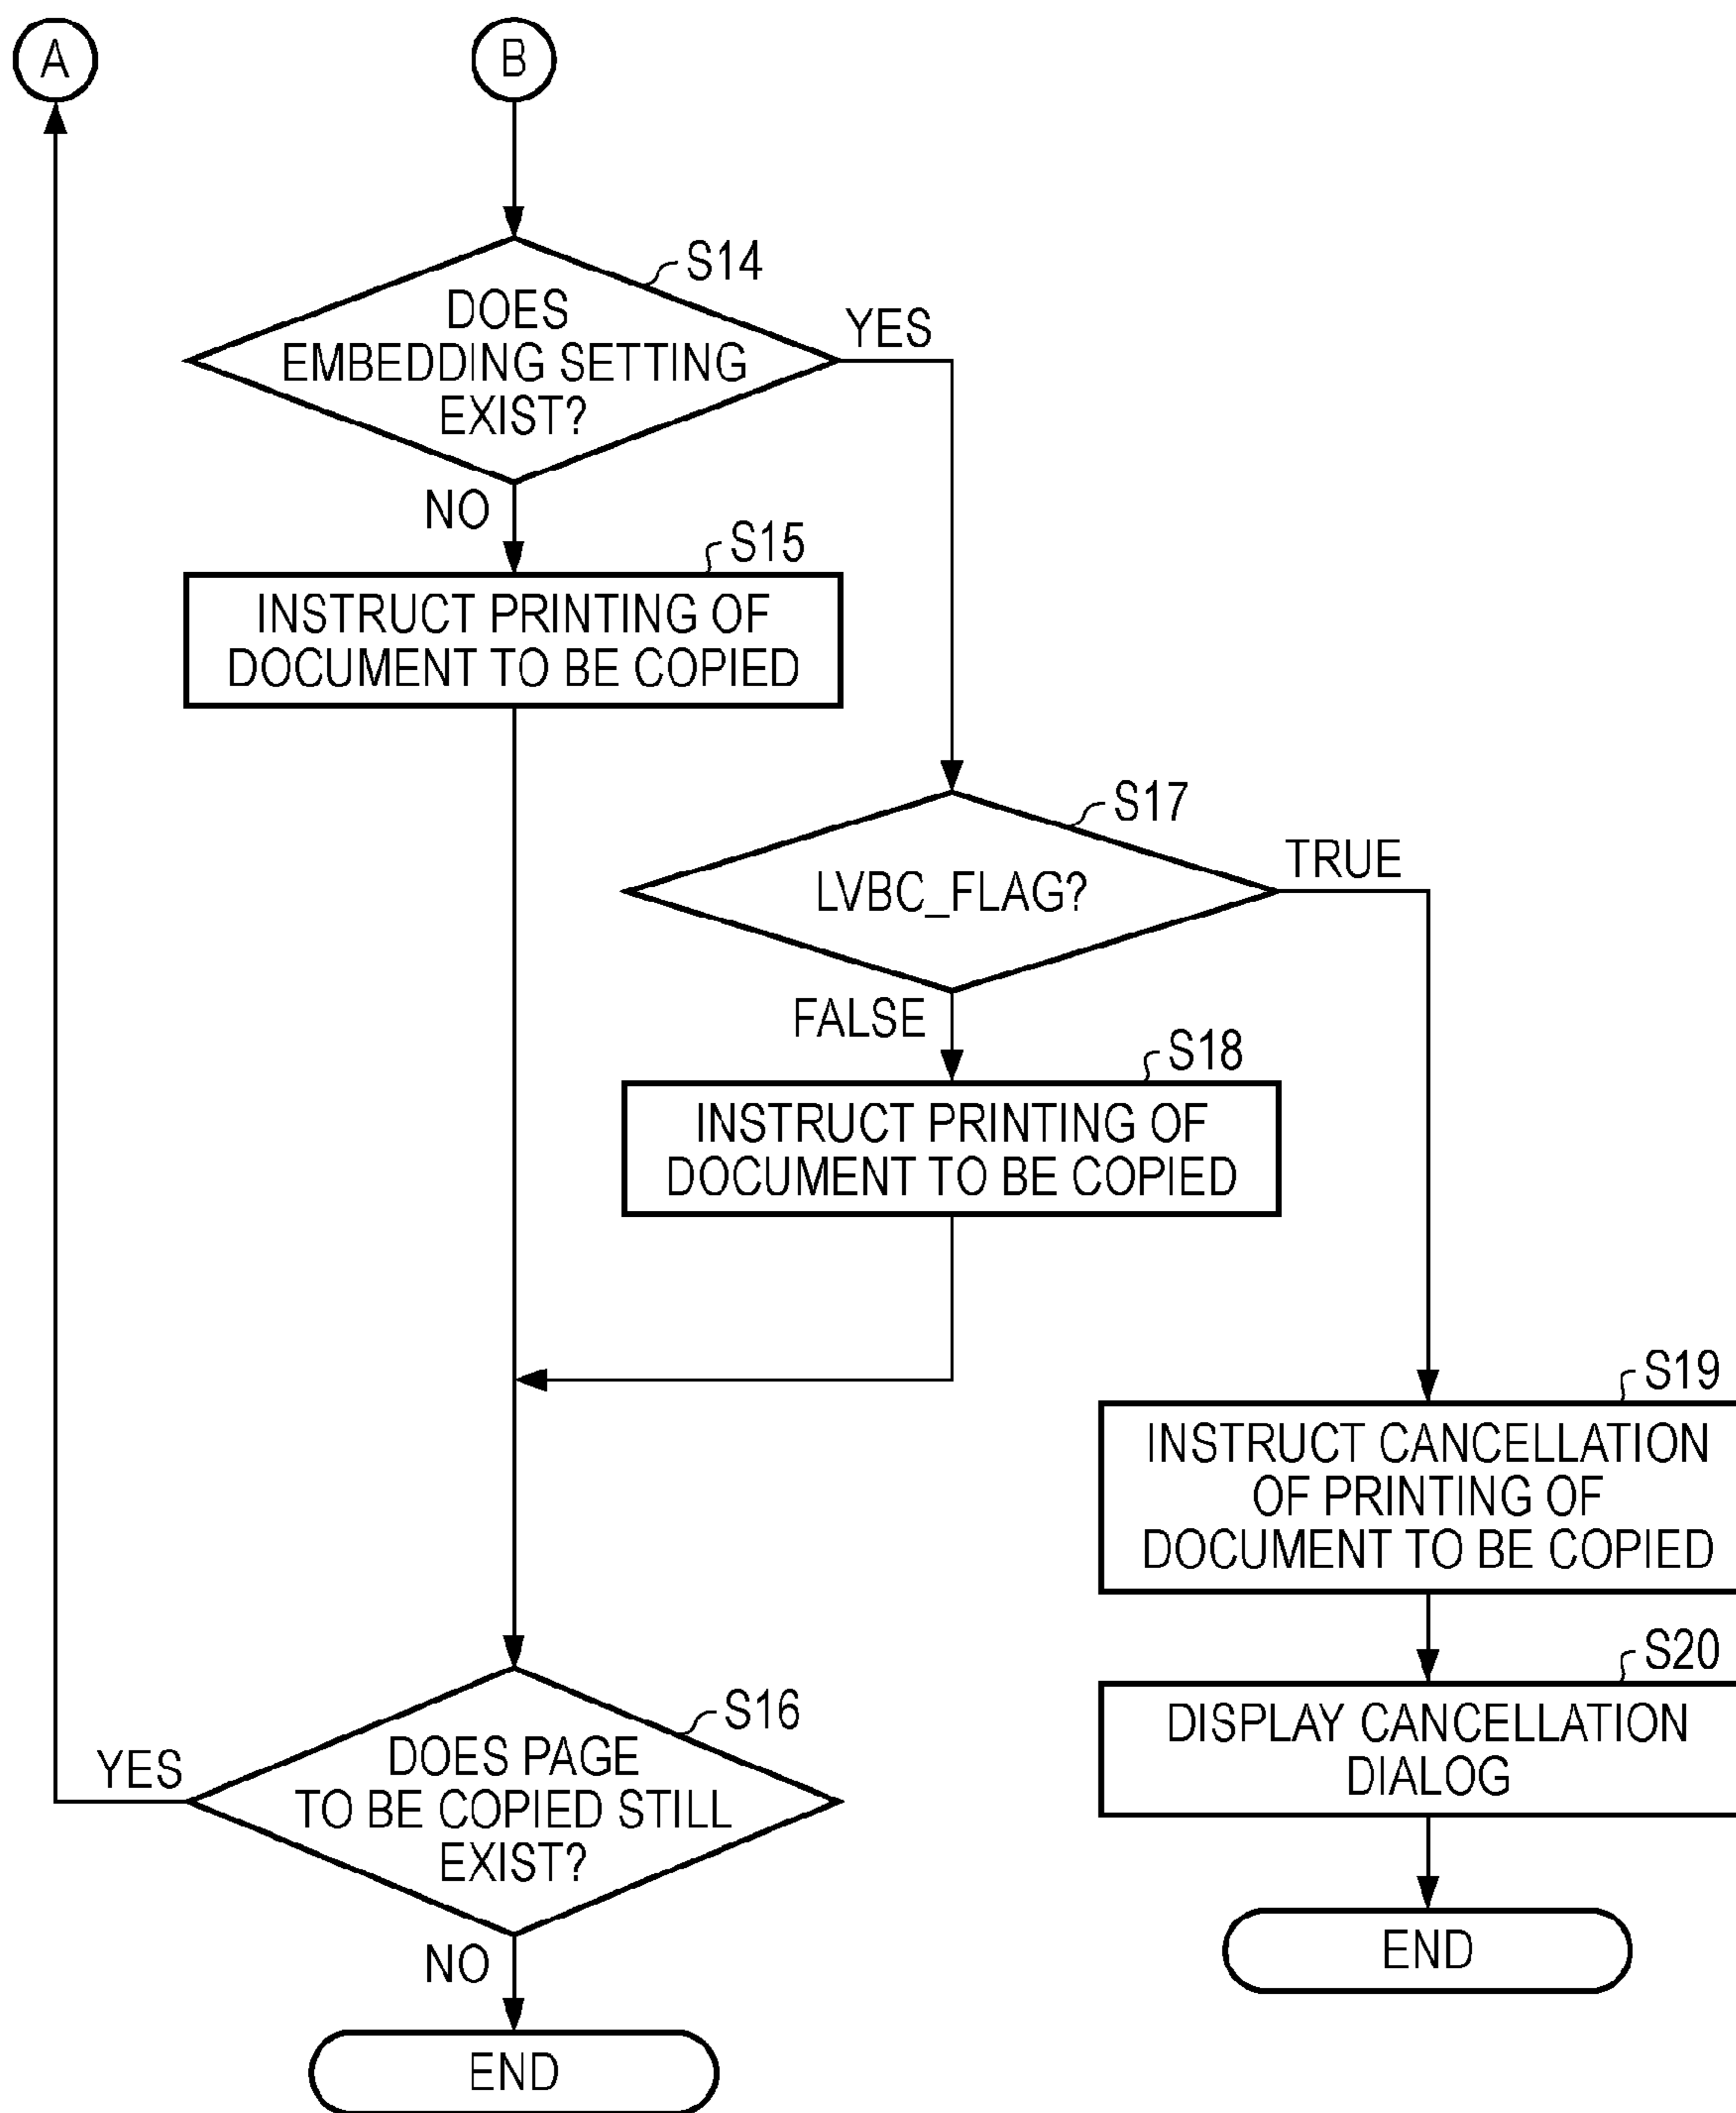 A
B
S14
DOES
EMBEDDING SETTING
EXIST?
YES
NO
S15
INSTRUCT PRINTING OF
DOCUMENT TO BE COPIED
S17
LVBC_FLAG?
TRUE
FALSE
S18
INSTRUCT PRINTING OF
DOCUMENT TO BE COPIED
S19
INSTRUCT CANCELLATION
OF PRINTING OF
DOCUMENT TO BE COPIED
S20
DISPLAY CANCELLATION
DIALOG
END
S16
DOES PAGE
TO BE COPIED STILL
EXIST?
YES
NO
END